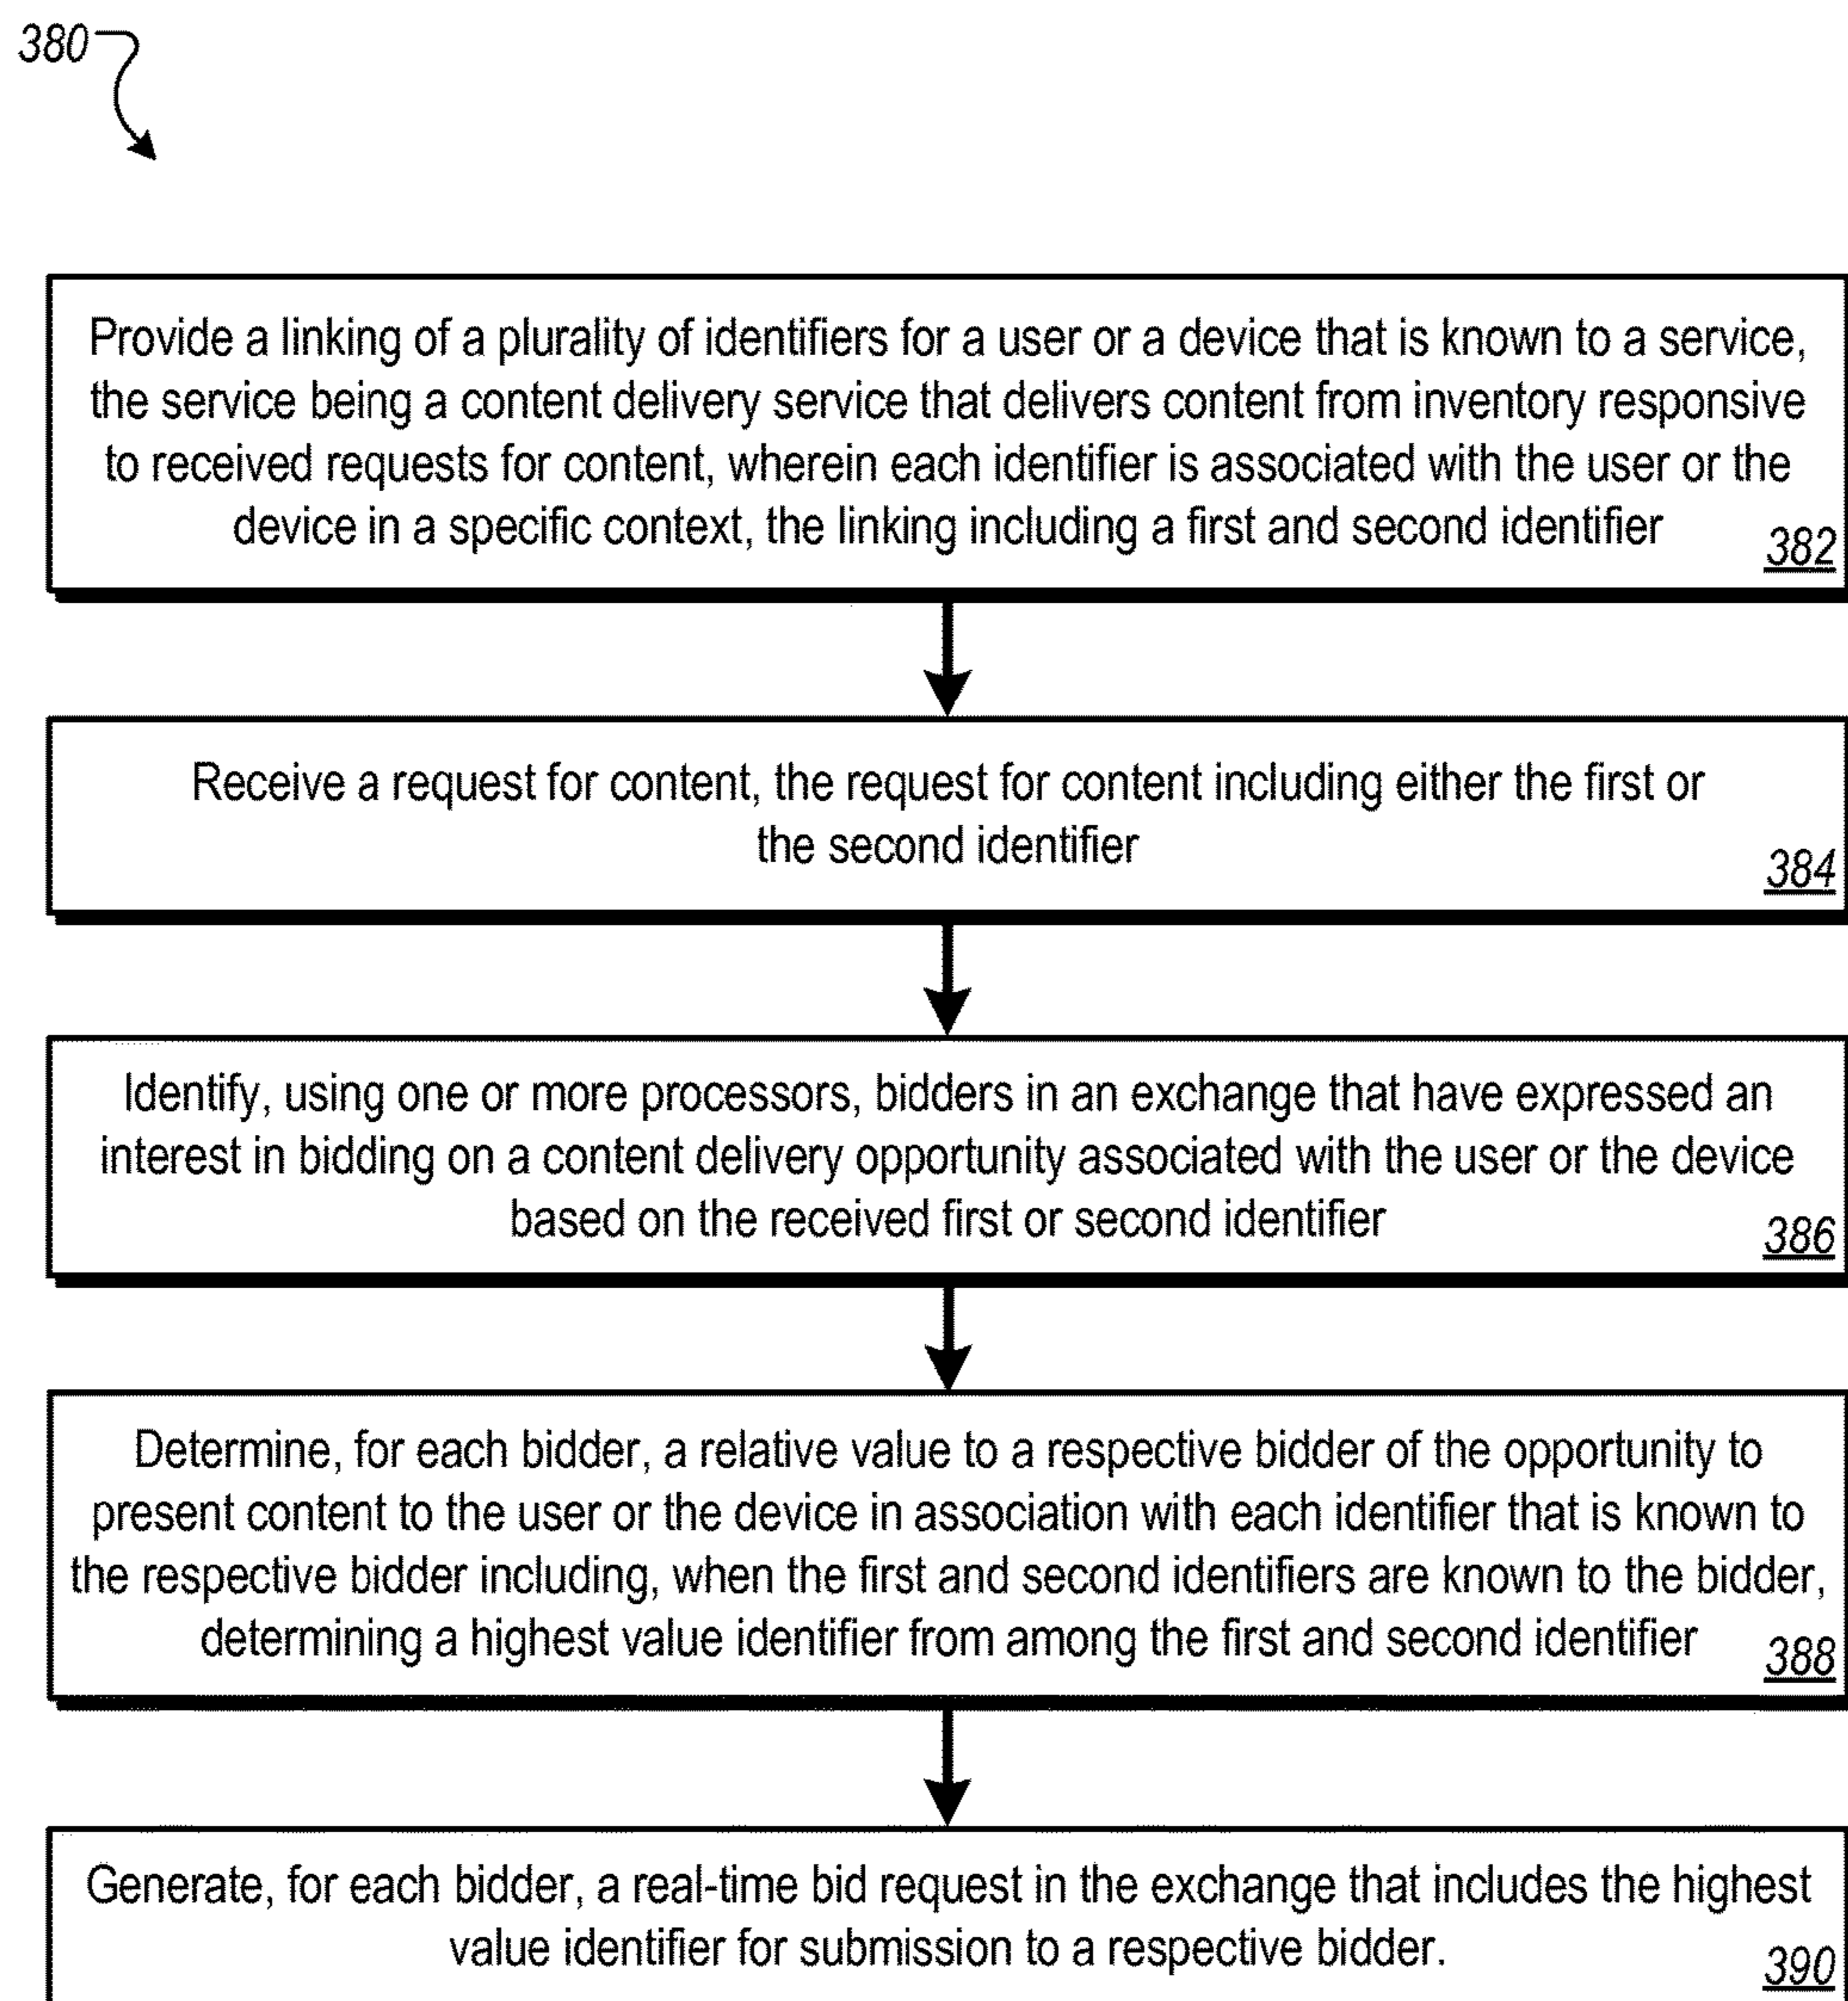 380
Provide a linking of a plurality of identifiers for a user or a device that is known to a service,
the service being a content delivery service that delivers content from inventory responsive
to received requests for content, wherein each identifier is associated with the user or the
device in a specific context, the linking including a first and second identifier
382
Receive a request for content, the request for content including either the first or
the second identifier
384
Identify, using one or more processors, bidders in an exchange that have expressed an
interest in bidding on a content delivery opportunity associated with the user or the device
based on the received first or second identifier
386
Determine, for each bidder, a relative value to a respective bidder of the opportunity to
present content to the user or the device in association with each identifier that is known to
the respective bidder including, when the first and second identifiers are known to the bidder,
determining a highest value identifier from among the first and second identifier
388
Generate, for each bidder, a real-time bid request in the exchange that includes the highest
value identifier for submission to a respective bidder.
390